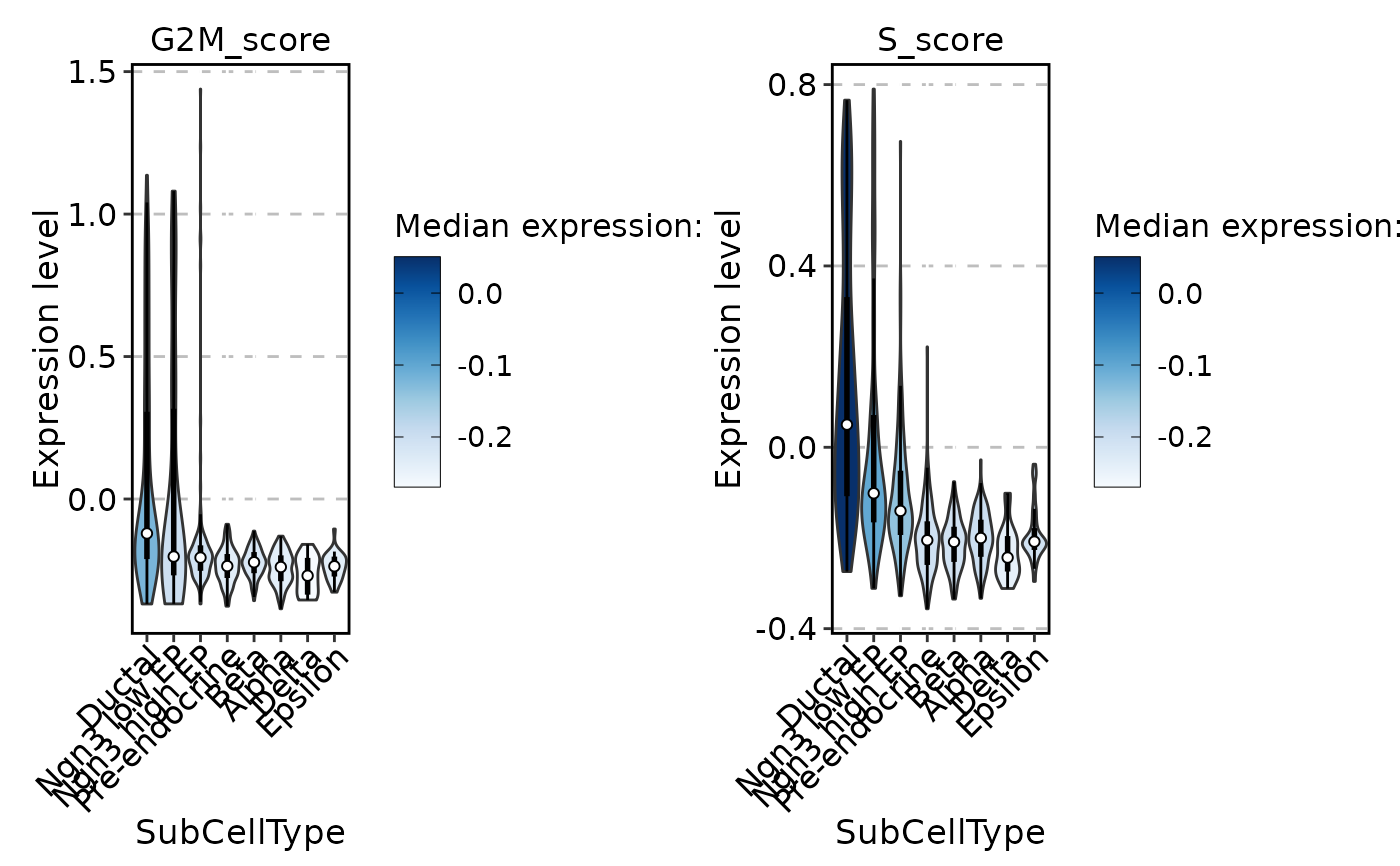 G2M_score
1.5
1.0
0.5
0.0
Expression level
Ductal
Ngn3 low EP
Ngn3 high EP
Pre-endocrine
Beta
Alpha
Delta
Epsilon
SubCellType
Median expression:
0.0
-0.1
-0.2
S_score
0.8
0.4
0.0
-0.4
Expression level
Ductal
Ngn3 low EP
Ngn3 high EP
Pre-endocrine
Beta
Alpha
Delta
Epsilon
SubCellType
Median expression:
0.0
-0.1
-0.2